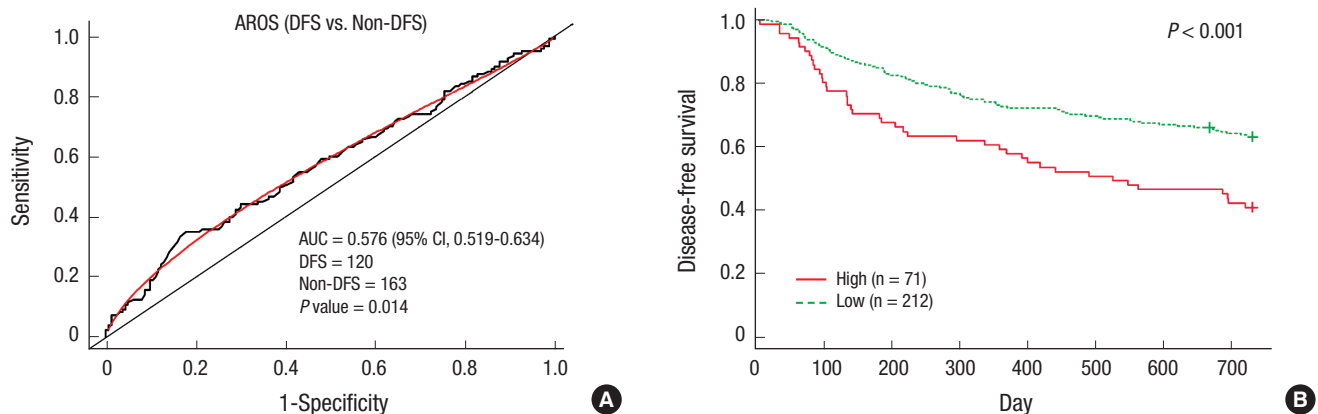 AROS (DFS vs. Non-DFS)
1.0
0.8
0.6
0.4
0.2
0
Sensitivity
AUC = 0.576 (95% CI, 0.519-0.634)
DFS = 120
Non-DFS = 163
P value = 0.014
0 0.2 0.4 0.6 0.8 1.0
1-Specificity
A
P < 0.001
1.0
0.8
0.6
0.4
0.2
0
Disease-free survival
High (n = 71)
Low (n = 212)
0 100 200 300 400 500 600 700
Day
B